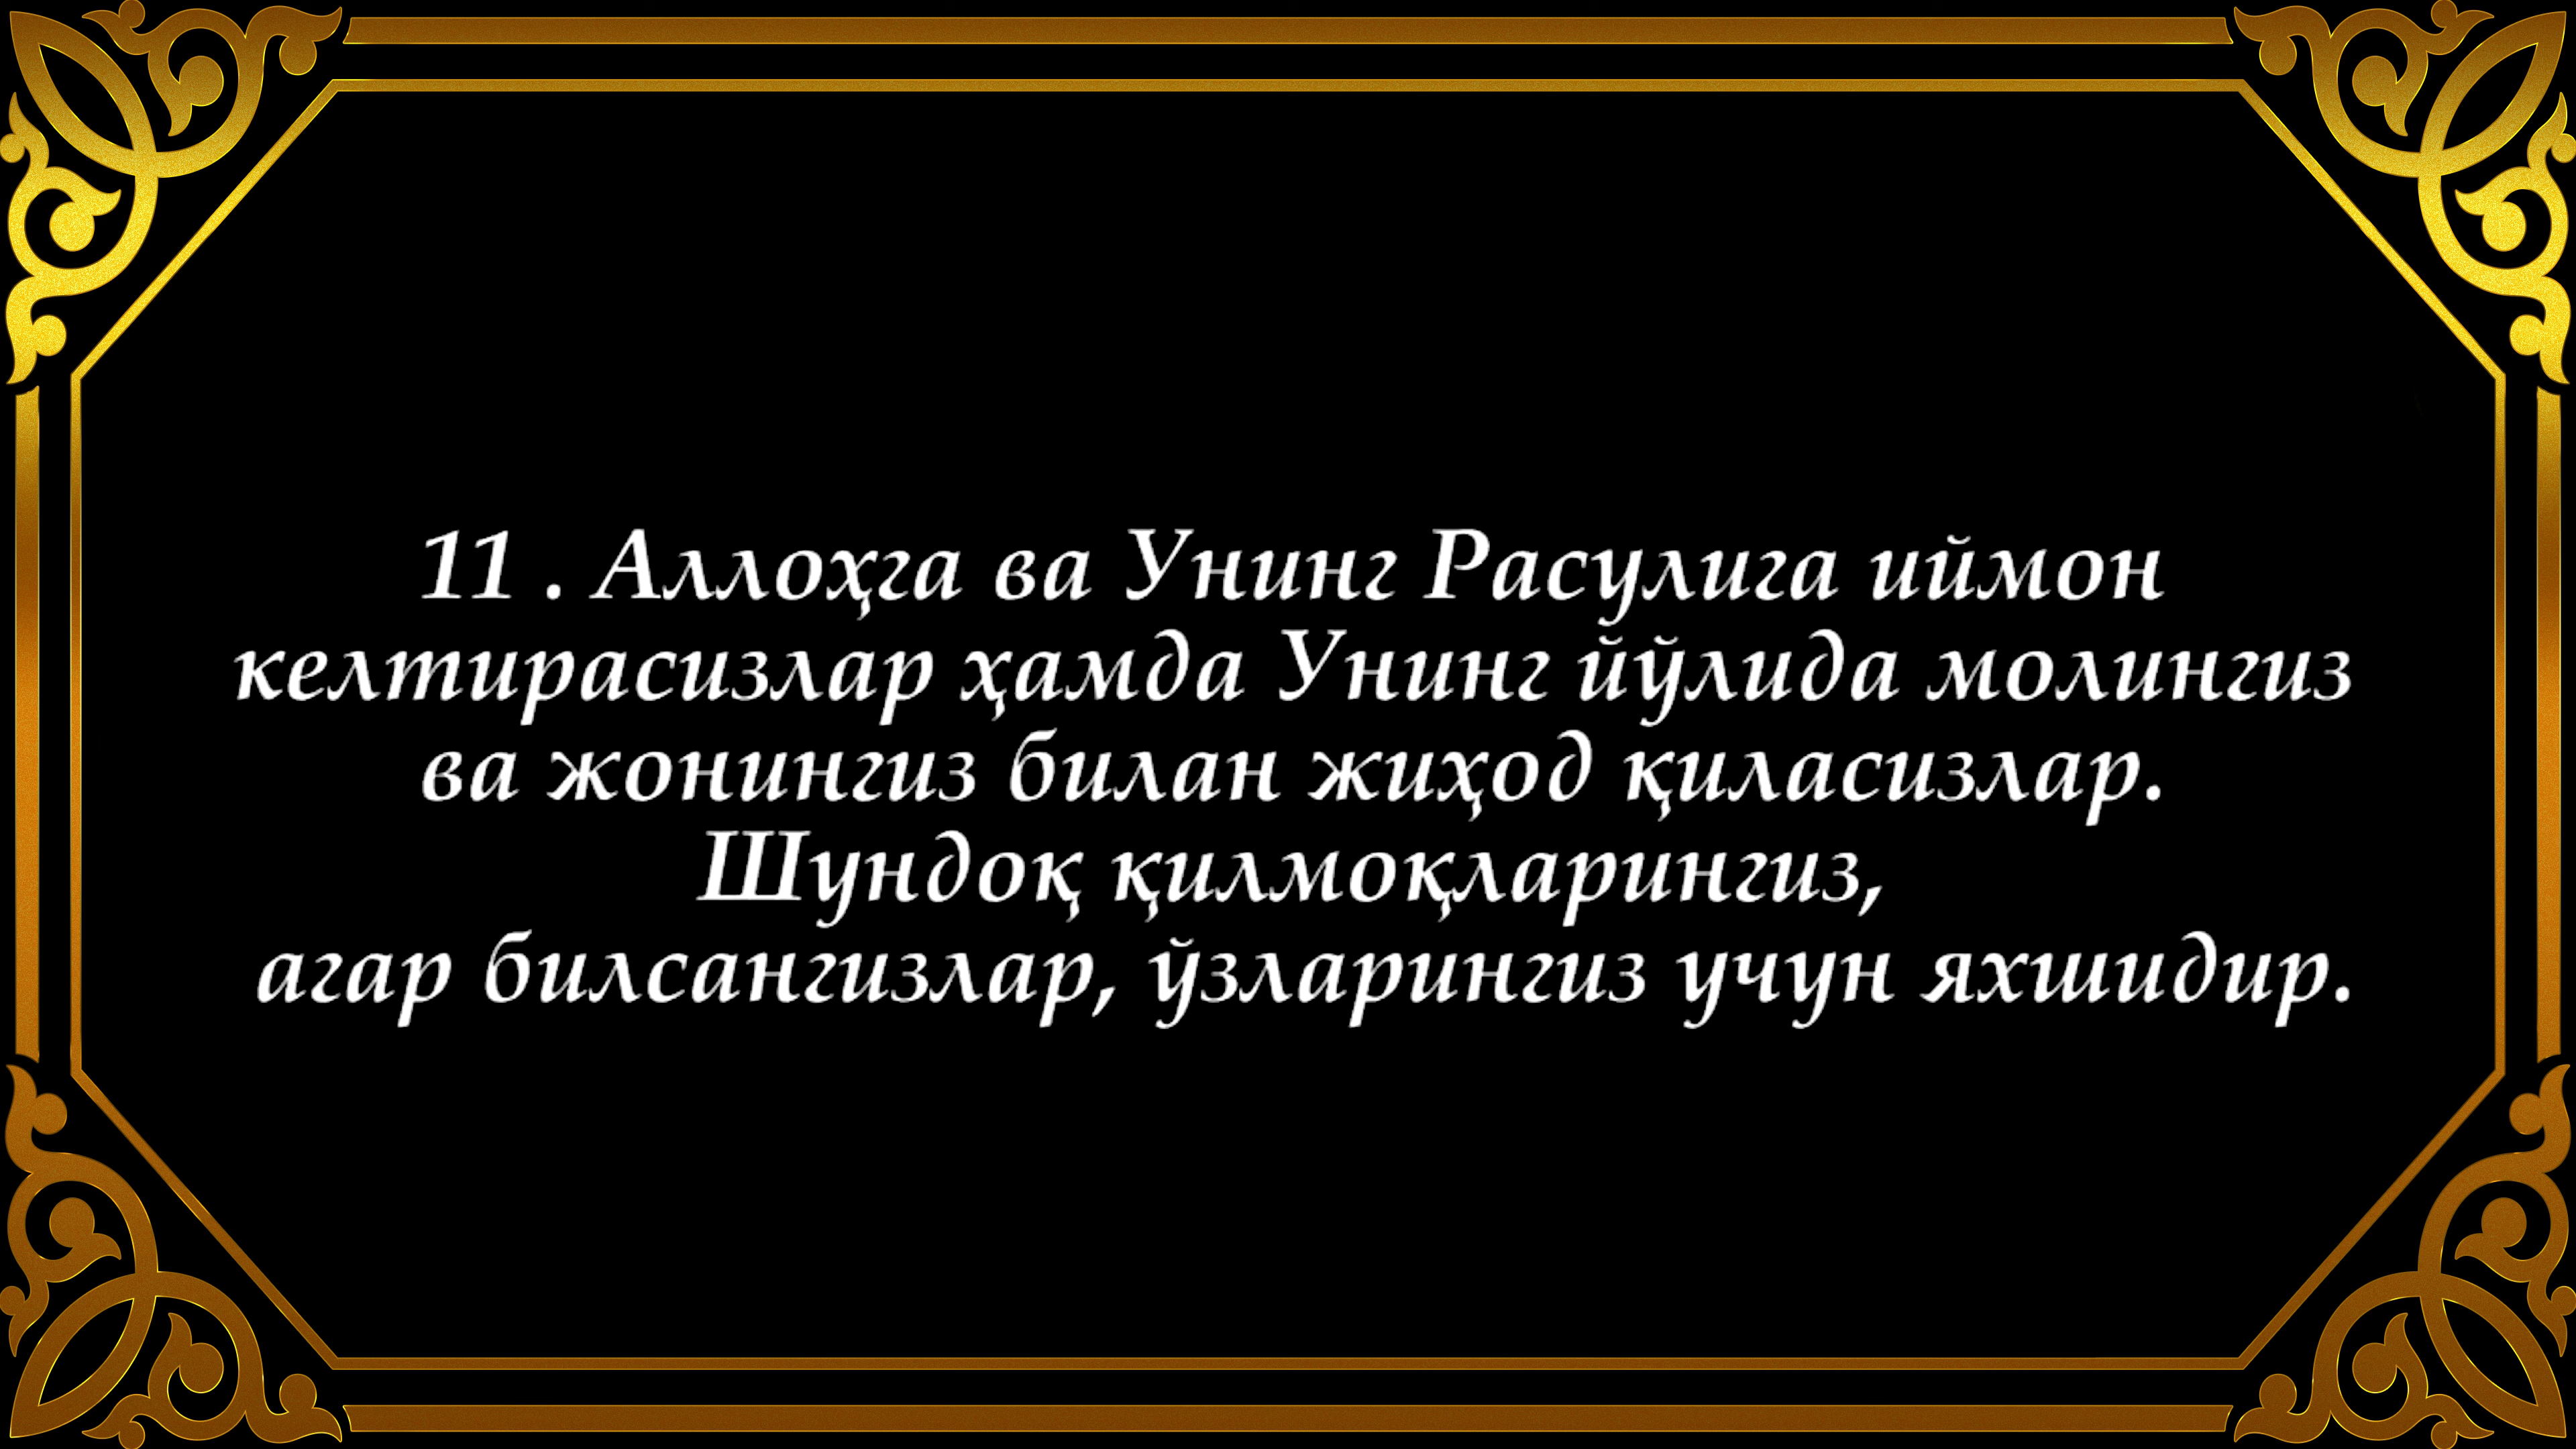 11 . Аллоҳга ва Унинг Расулига иймон
келтирасизлар ҳамда Унинг йўлида молингиз
ва жонингиз билан жиҳод қиласизлар.
Шундоқ қилмоқларингиз,
агар билсангизлар, ўзларингиз учун яхшидир.